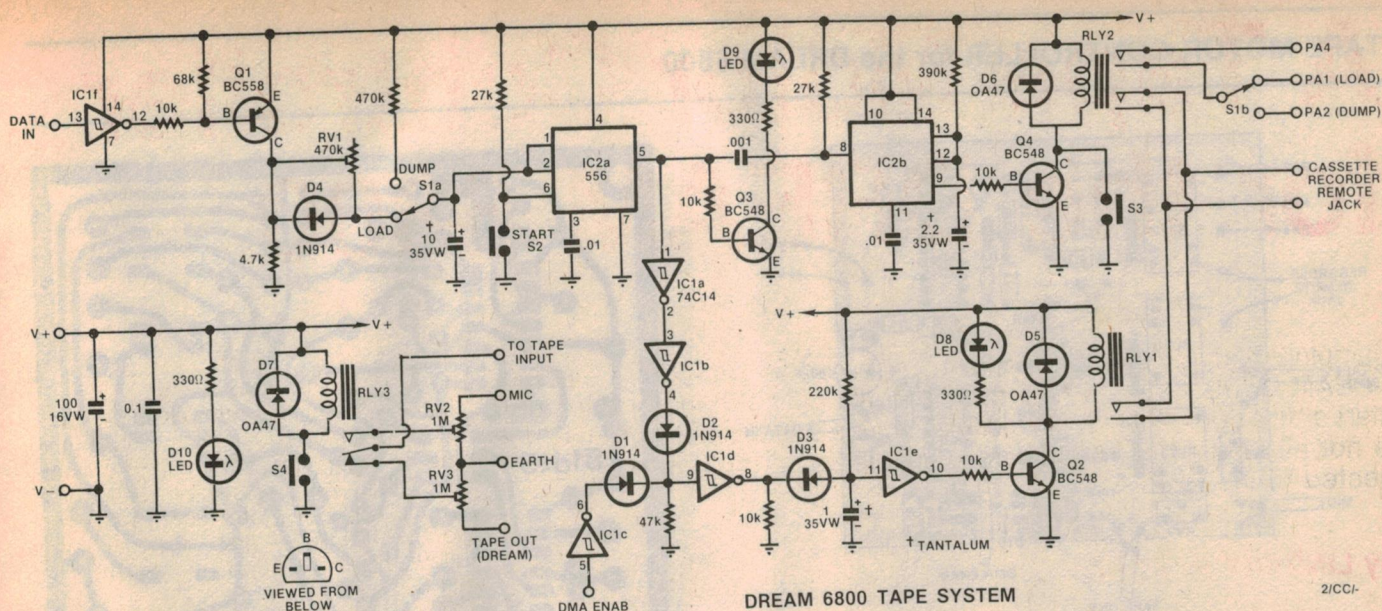 V+
RLY2
PA4
PA1 (LOAD)
S1b
PA2 (DUMP)
CASSETTE
RECORDER
REMOTE
JACK
DATA
IN
13
IC1f
14
7
12
10k
68k
Q1
BC558
B
E
C
RV1
470k
D4
1N914
4.7k
470k
DUMP
S1a
LOAD
†
10
35VW
+
-
27k
START
S2
1
2
6
4
IC2a
556
5
3
7
.01
10k
.001
Q3
BC548
B
C
E
D9
LED
λ
330Ω
27k
8
10
14
IC2b
13
12
9
11
.01
390k
†
2.2
35VW
+
-
10k
Q4
BC548
B
C
E
D6
OA47
S3
1
IC1a
74C14
2
3
IC1b
4
D2
1N914
D1
1N914
6
IC1c
5
DMA ENAB
47k
9
IC1d
8
10k
D3
1N914
V+
220k
1
35VW
+
-
†
11
IC1e
10
10k
D8
LED
λ
330Ω
D5
OA47
RLY1
Q2
BC548
B
C
E
†TANTALUM
V+
V-
V+
100
16VW
+
-
0.1
330Ω
D10
LED
λ
D7
OA47
RLY3
S4
TO TAPE
INPUT
MIC
RV2
1M
EARTH
RV3
1M
TAPE OUT
(DREAM)
B
E
C
VIEWED FROM
BELOW
DREAM 6800 TAPE SYSTEM
2/CC/-